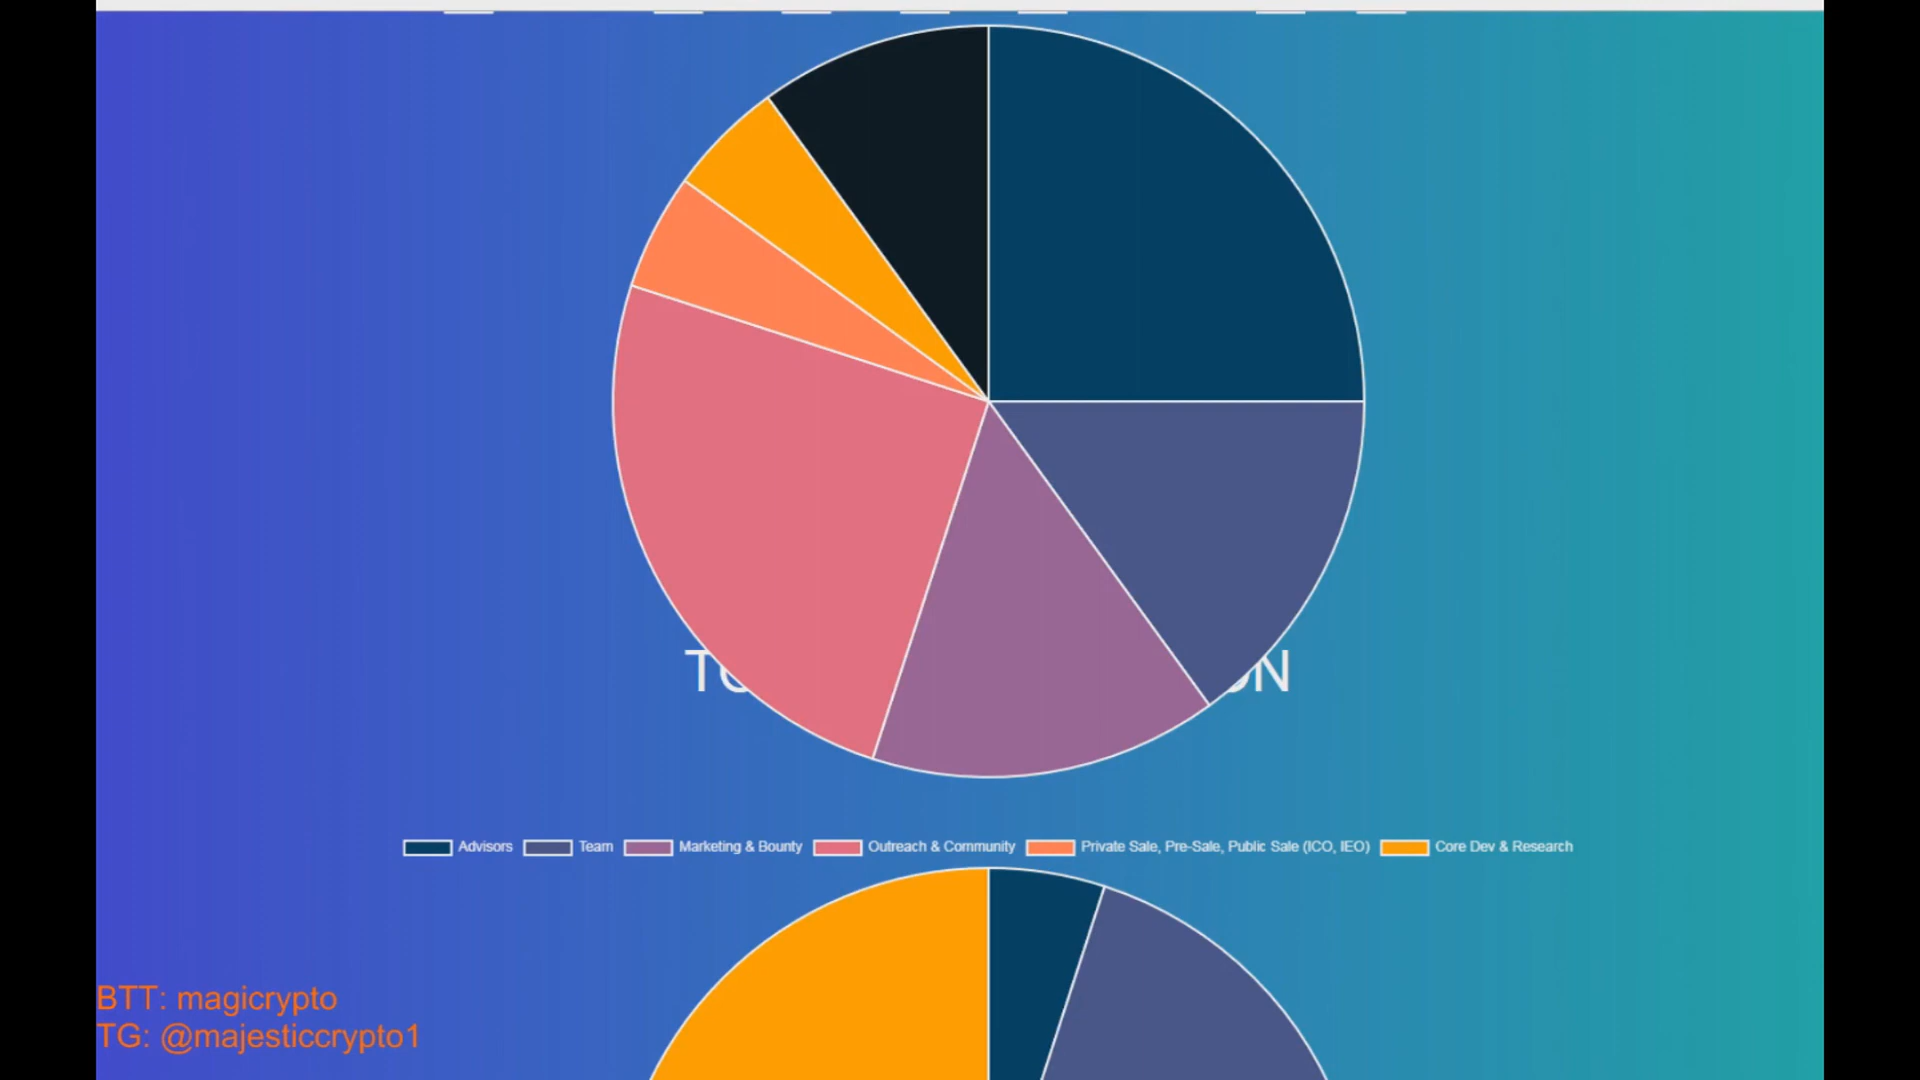 Advisors Team Marketing & Bounty Outreach & Community Private Sale, Pre-Sale, Public Sale (ICO, IEO) Core Dev & Research
BTT: magicrypto
TG: @majesticcrypto1